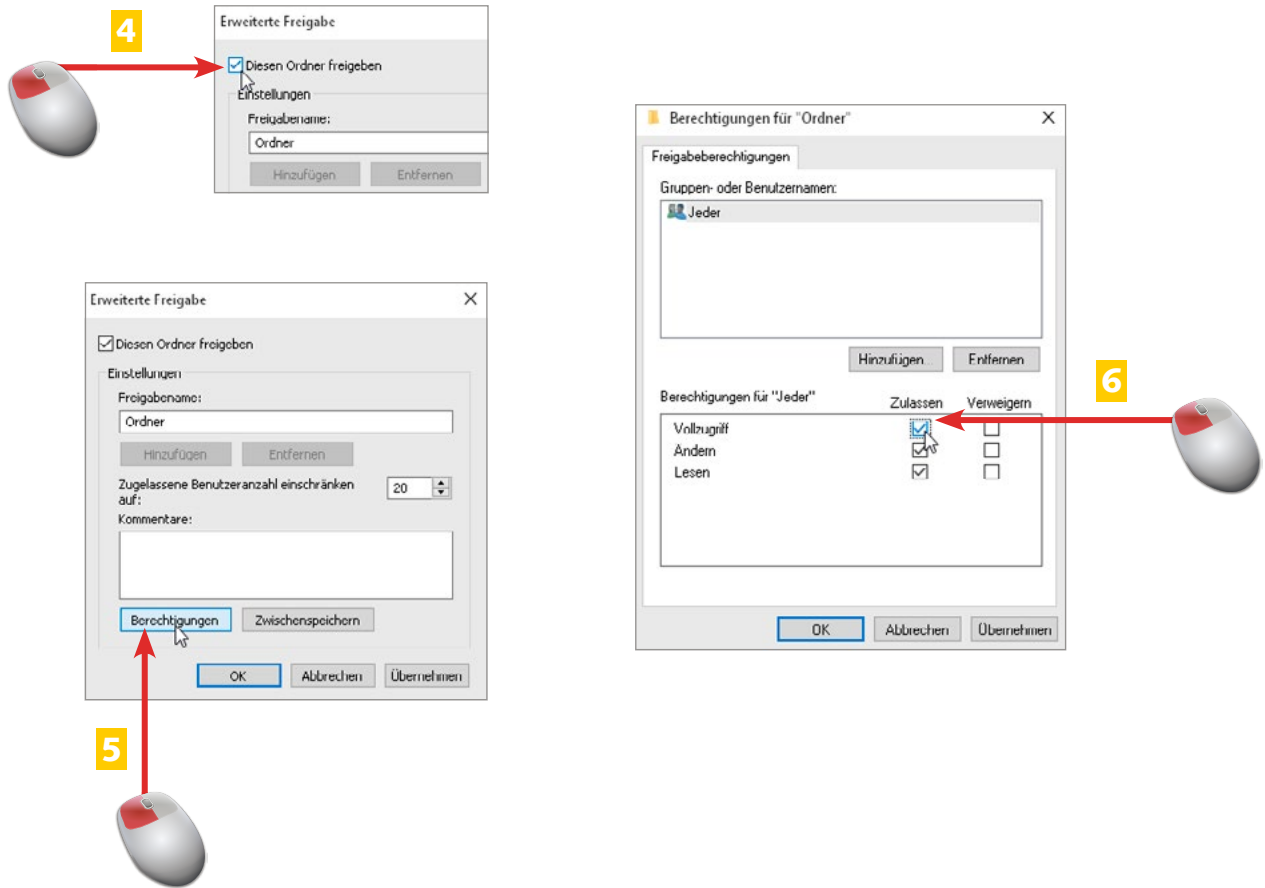 4
Erweiterte Freigabe
Diesen Ordner freigeben
Einstellungen
Freigabename:
Ordner
Hinzufügen Entfernen
Erweiterte Freigabe
Diesen Ordner freigeben
Einstellungen
Freigabename:
Ordner
Hinzufügen Entfernen
Zugelassene Benutzeranzahl einschränken
auf:
20
Kommentare:
Berechtigungen Zwischenspeichern
OK Abbrechen Übernehmen
5
Berechtigungen für "Ordner"
Freigabeberechtigungen
Gruppen- oder Benutzernamen:
Jeder
Hinzufügen... Entfernen
Berechtigungen für "Jeder" Zulassen Verweigern
Vollzugriff
Ändern
Lesen
OK Abbrechen Übernehmen
6